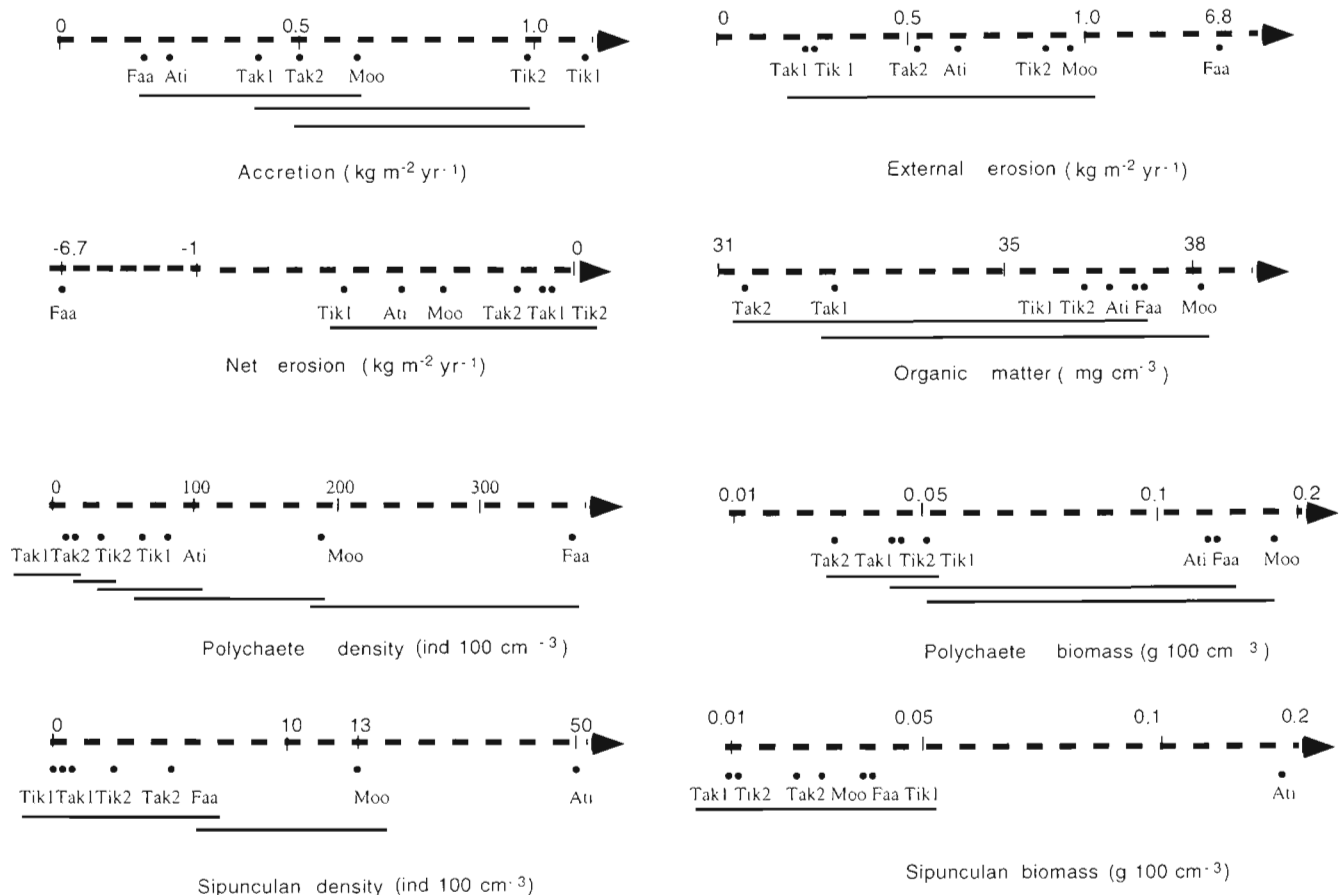 0 0.5 1.0
Faa Ati Tak1 Tak2 Moo Tik2 Tik1
Accretion (kg m-2 yr-1)
0 0.5 1.0 6.8
Tak1 Tik 1 Tak2 Ati Tik2 Moo Faa
External erosion (kg m-2 yr-1)
-6.7 -1 0
Faa Tik1 Ati Moo Tak2 Tak1 Tik2
Net erosion (kg m-2 yr-1)
31 35 38
Tak2 Tak1 Tik1 Tik2 Ati Faa Moo
Organic matter ( mg cm-3)
0 100 200 300
Tak1 Tak2 Tik2 Tik1 Ati Moo Faa
Polychaete density (ind 100 cm -3)
0.01 0.05 0.1 0.2
Tak2 Tak1 Tik2 Tik1 Ati Faa Moo
Polychaete biomass (g 100 cm 3)
0 10 13 50
Tik1 Tak1 Tik2 Tak2 Faa Moo Ati
Sipunculan density (ind 100 cm-3)
0.01 0.05 0.1 0.2
Tak1 Tik2 Tak2 Moo Faa Tik1 Ati
Sipunculan biomass (g 100 cm-3)